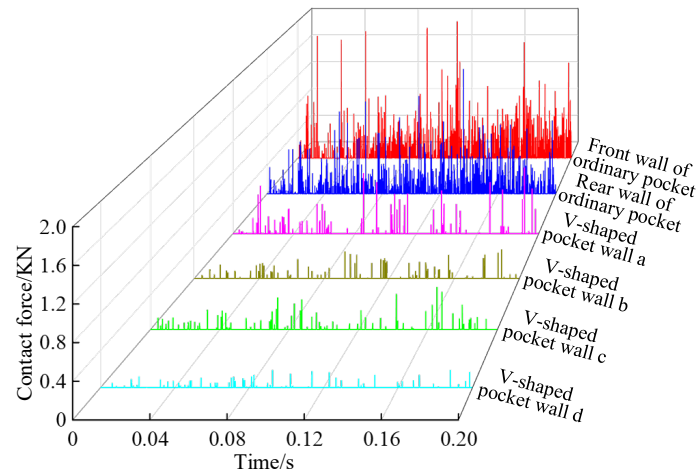 Front wall of
ordinary pocket
Rear wall of
ordinary pocket
V-shaped
pocket wall a
V-shaped
pocket wall b
V-shaped
pocket wall c
V-shaped
pocket wall d
Contact force/KN
2.0
1.6
1.2
0.8
0.4
0
0
0.04
0.08
0.12
0.16
0.20
Time/s